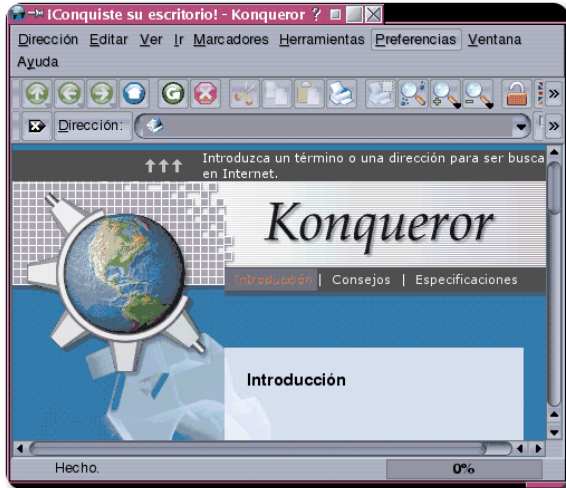 ¡Conquiste su escritorio! - Konqueror ?
Dirección Editar Ver Ir Marcadores Herramientas Preferencias Ventana
Ayuda
Dirección:
Introduzca un término o una dirección para ser busca
en Internet.
Konqueror
Introducción | Consejos | Especificaciones
Introducción
Hecho.
0%